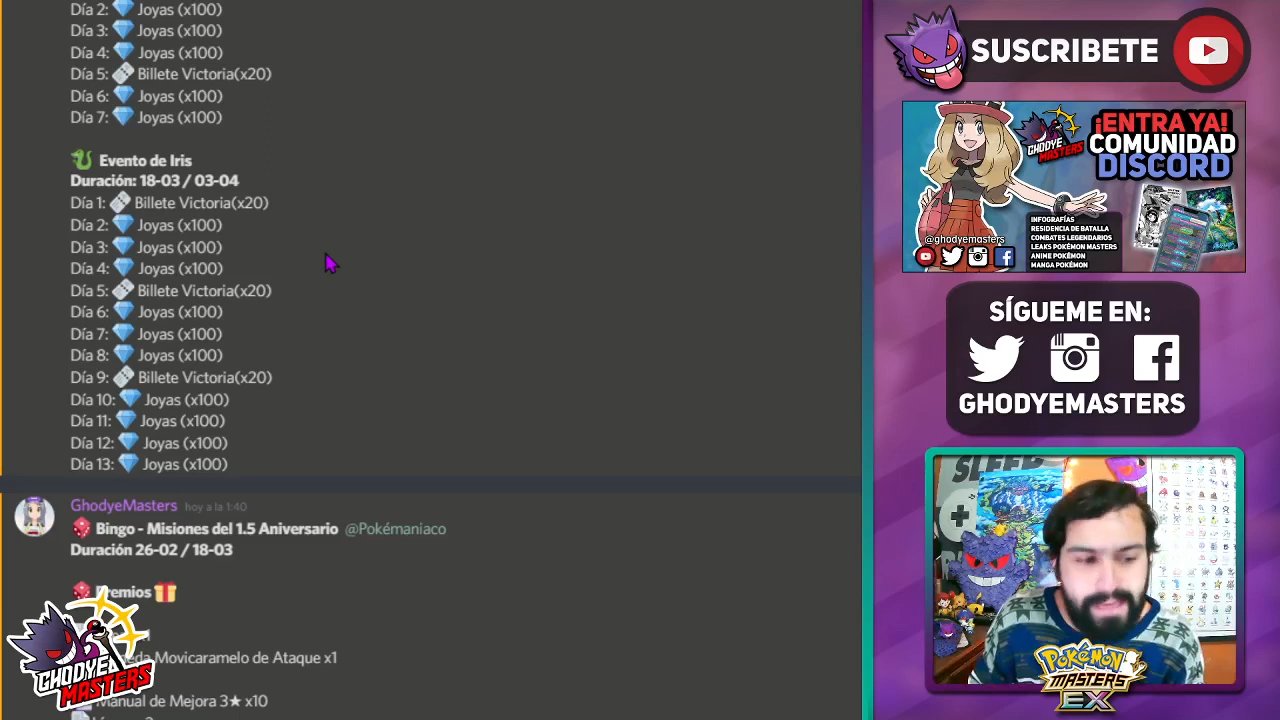 Día 2: Joyas (x100)
Día 3: Joyas (x100)
Día 4: Joyas (x100)
Día 5: Billete Victoria(x20)
Día 6: Joyas (x100)
Día 7: Joyas (x100)
Evento de Iris
Duración: 18-03 / 03-04
Día 1: Billete Victoria(x20)
Día 2: Joyas (x100)
Día 3: Joyas (x100)
Día 4: Joyas (x100)
Día 5: Billete Victoria(x20)
Día 6: Joyas (x100)
Día 7: Joyas (x100)
Día 8: Joyas (x100)
Día 9: Billete Victoria(x20)
Día 10: Joyas (x100)
Día 11: Joyas (x100)
Día 12: Joyas (x100)
Día 13: Joyas (x100)
GhodyeMasters hoy a la 1:40
Bingo - Misiones del 1.5 Aniversario @Pokémaniaco
Duración 26-02 / 18-03
Premios
Movicaramelo de Ataque x1
Manual de Mejora 3★ x10
GHODYE
MASTERS
SUSCRIBETE
¡ENTRA YA!
COMUNIDAD
DISCORD
GHODYE
MASTERS
INFOGRAFÍAS
RESIDENCIA DE BATALLA
COMBATES LEGENDARIOS
LEAKS POKÉMON MASTERS
ANIME POKÉMON
MANGA POKÉMON
@ghodyemasters
SÍGUEME EN:
GHODYEMASTERS
SLEEP
POKéMON
MASTERS
EX